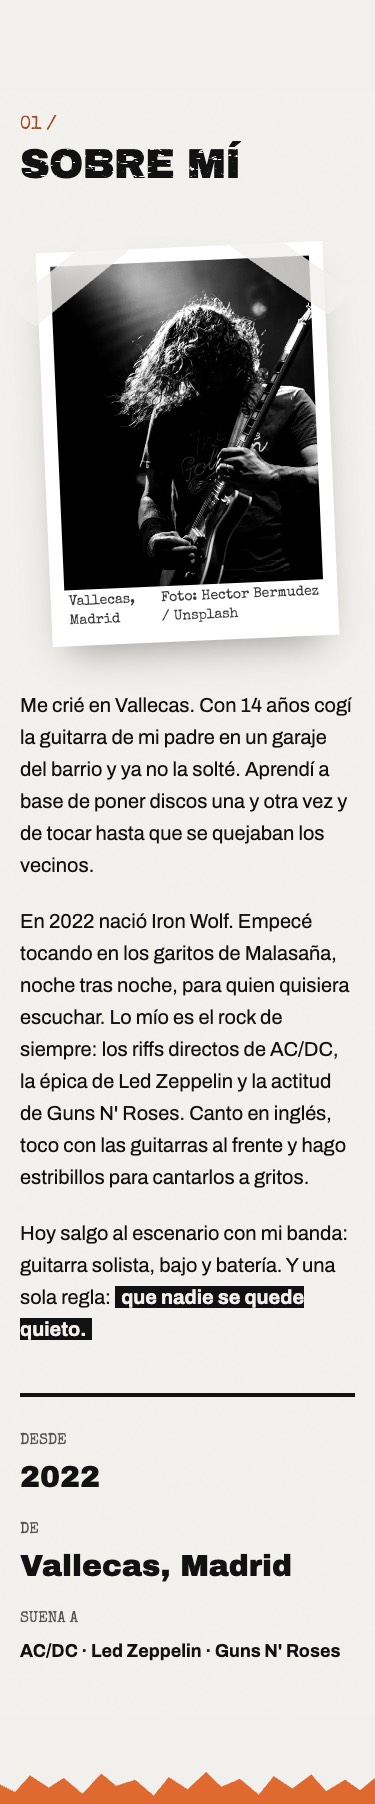 01 /
SOBRE MÍ
Vallecas, Madrid
Foto: Hector Bermudez / Unsplash
Me crié en Vallecas. Con 14 años cogí
la guitarra de mi padre en un garaje
del barrio y ya no la solté. Aprendí a
base de poner discos una y otra vez y
de tocar hasta que se quejaban los
vecinos.
En 2022 nació Iron Wolf. Empecé
tocando en los garitos de Malasaña,
noche tras noche, para quien quisiera
escuchar. Lo mío es el rock de
siempre: los riffs directos de AC/DC,
la épica de Led Zeppelin y la actitud
de Guns N' Roses. Canto en inglés,
toco con las guitarras al frente y hago
estribillos para cantarlos a gritos.
Hoy salgo al escenario con mi banda:
guitarra solista, bajo y batería. Y una
sola regla: que nadie se quede
quieto.
DESDE
2022
DE
Vallecas, Madrid
SUENA A
AC/DC · Led Zeppelin · Guns N' Roses